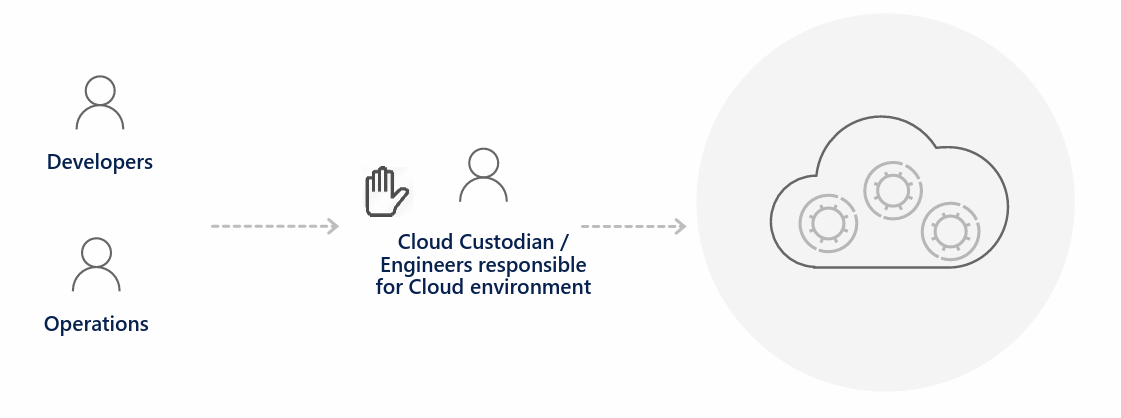 Developers
Operations
Cloud Custodian /
Engineers responsible
for Cloud environment